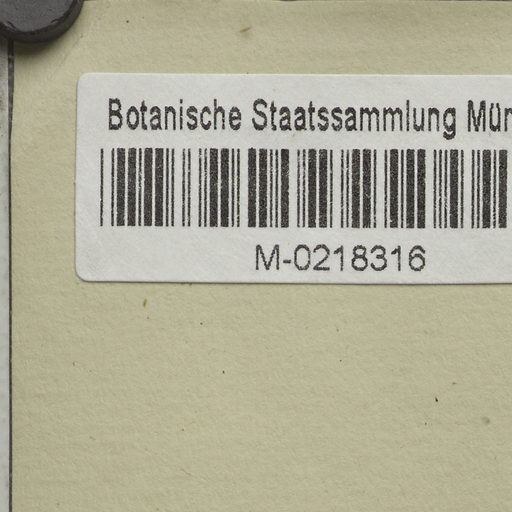 Botanische Staatssammlung Mün
M-0218316